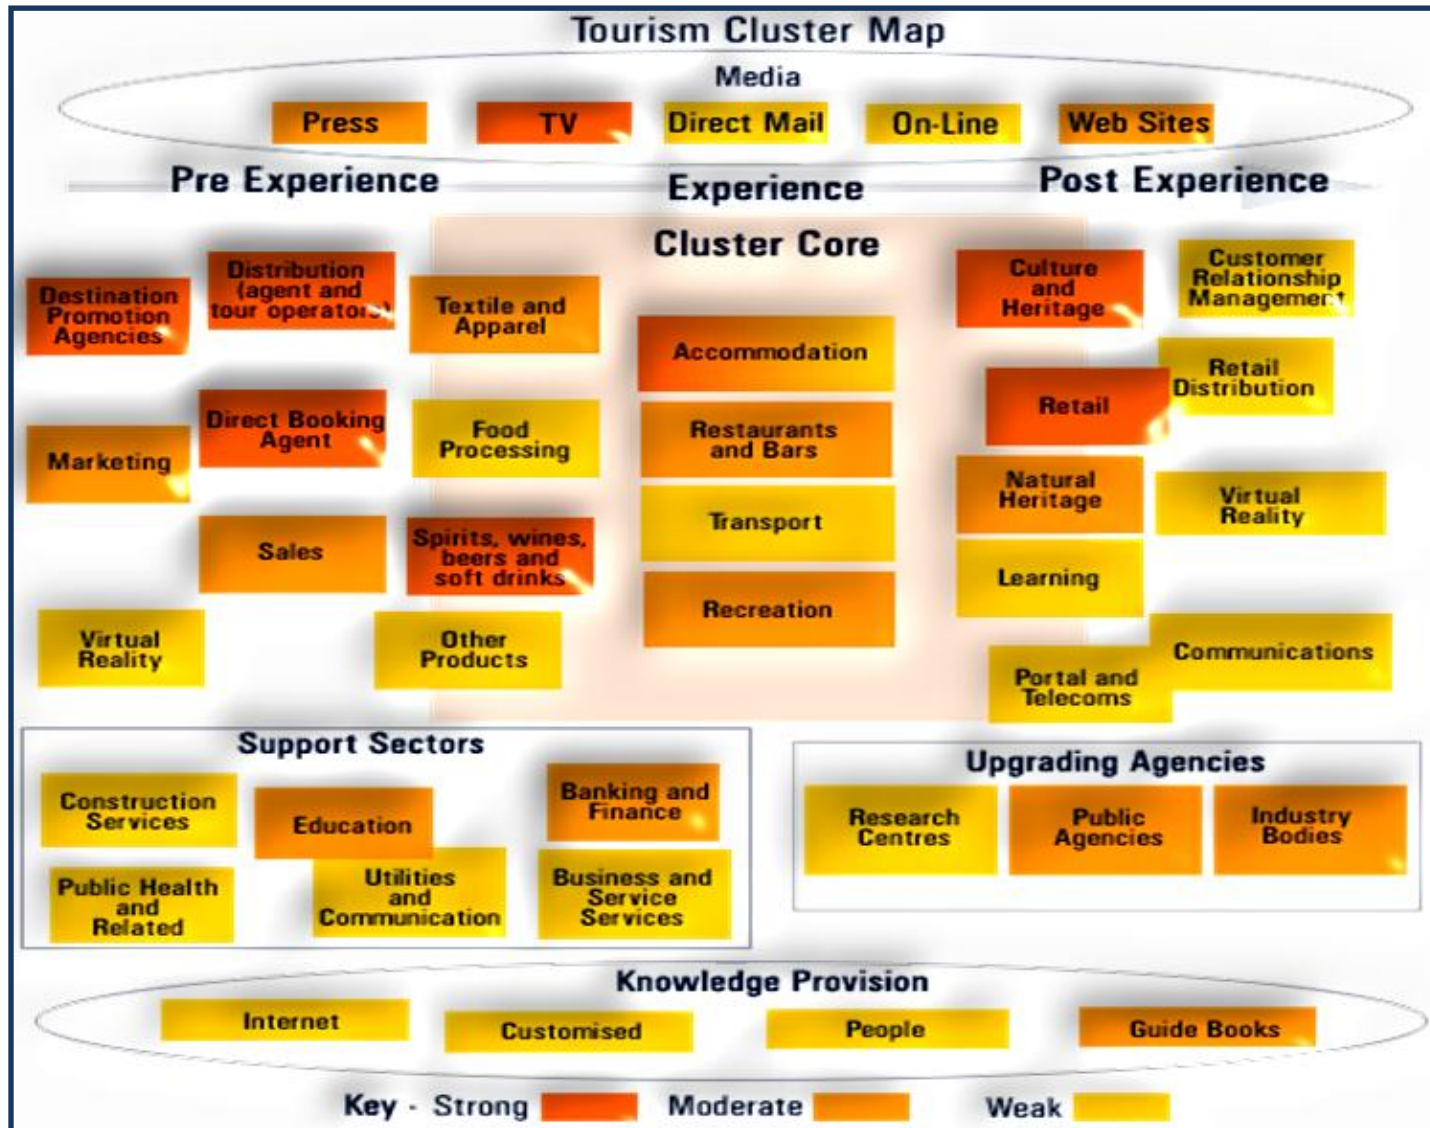 Tourism Cluster Map
Media
Press
TV
Direct Mail
On-Line
Web Sites
Pre Experience
Experience
Post Experience
Cluster Core
Destination
Promotion
Agencies
Distribution
(agent and
tour operators)
Textile and
Apparel
Accommodation
Culture
and
Heritage
Customer
Relationship
Management
Marketing
Direct Booking
Agent
Food
Processing
Restaurants
and Bars
Retail
Retail
Distribution
Sales
Spirits, wines,
beers and
soft drinks
Transport
Natural
Heritage
Virtual
Reality
Virtual
Reality
Other
Products
Recreation
Learning
Portal and
Telecoms
Communications
Support Sectors
Construction
Services
Education
Banking and
Finance
Public Health
and
Related
Utilities
and
Communication
Business and
Service
Services
Upgrading Agencies
Research
Centres
Public
Agencies
Industry
Bodies
Knowledge Provision
Internet
Customised
People
Guide Books
Key - Strong
Moderate
Weak